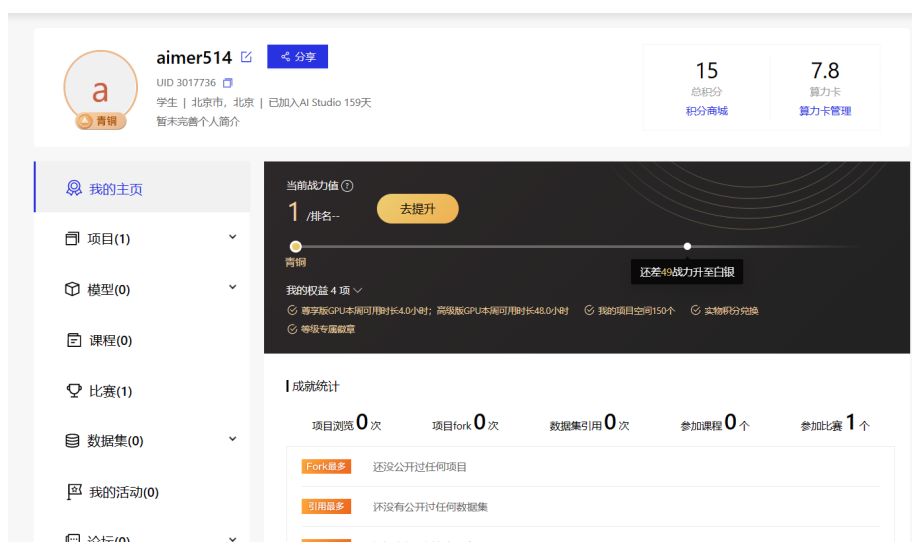 aimer514 分享
UID 3017736
学生 | 北京市，北京 | 已加入AI Studio 159天
暂未完善个人简介
a
青铜
15
总积分
积分商城
7.8
算力卡
算力卡管理
我的主页
项目(1)
模型(0)
课程(0)
比赛(1)
数据集(0)
我的活动(0)
论坛(0)
当前战力值
1 /排名--
去提升
青铜
还差49战力升至白银
我的权益 4 项
尊享版GPU本周可用时长4.0小时；高级版GPU本周可用时长48.0小时 我的项目空间150个 实物积分兑换
等级专属徽章
成就统计
项目浏览 0 次 项目fork 0 次 数据集引用 0 次 参加课程 0 个 参加比赛 1 个
Fork最多 还没公开过任何项目
引用最多 还没有公开过任何数据集